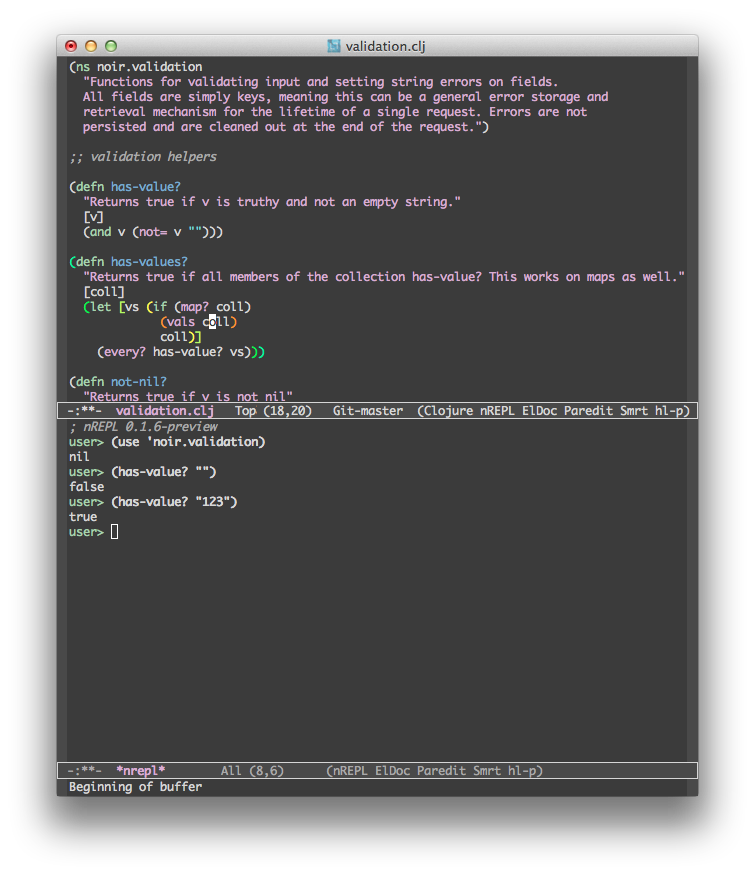 validation.clj
(ns noir.validation
  "Functions for validating input and setting string errors on fields.
  All fields are simply keys, meaning this can be a general error storage and
  retrieval mechanism for the lifetime of a single request. Errors are not
  persisted and are cleaned out at the end of the request.")
;; validation helpers
(defn has-value?
  "Returns true if v is truthy and not an empty string."
  [v]
  (and v (not= v "")))
(defn has-values?
  "Returns true if all members of the collection has-value? This works on maps as well."
  [coll]
  (let [vs (if (map? coll)
             (vals coll)
             coll)]
    (every? has-value? vs)))
(defn not-nil?
  "Returns true if v is not nil"
-:**-  validation.clj   Top (18,20)   Git-master  (Clojure nREPL ElDoc Paredit Smrt hl-p)
; nREPL 0.1.6-preview
user> (use 'noir.validation)
nil
user> (has-value? "")
false
user> (has-value? "123")
true
user>
-:**-  *nrepl*        All (8,6)      (nREPL ElDoc Paredit Smrt hl-p)
Beginning of buffer